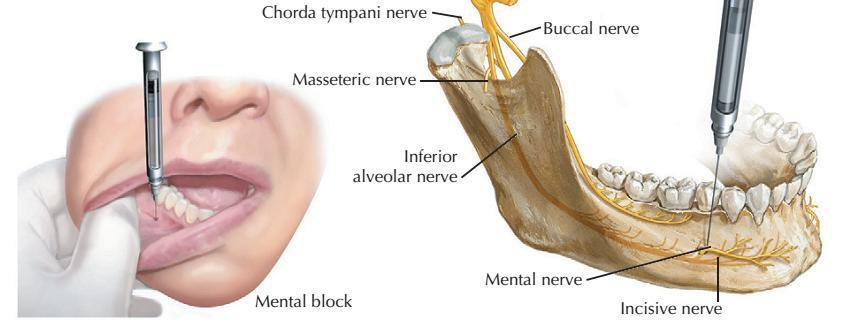 Chorda tympani nerve
Buccal nerve
Masseteric nerve
Inferior
alveolar nerve
Mental nerve
Mental block
Incisive nerve